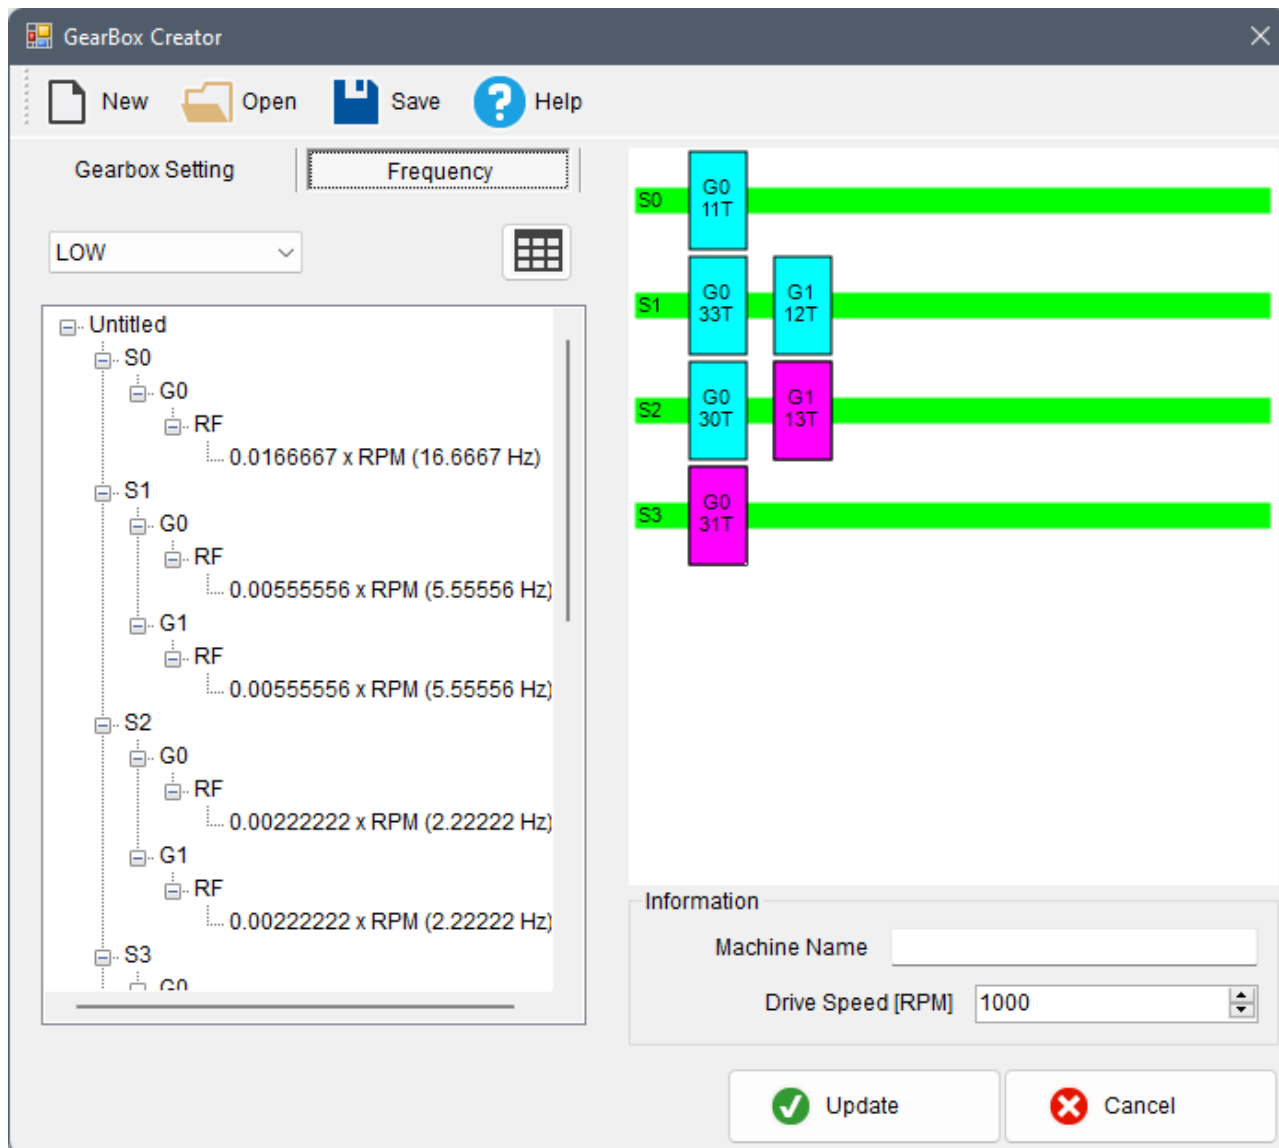 GearBox Creator
New Open Save Help
Gearbox Setting Frequency
LOW
Untitled
S0
G0
RF
0.0166667 x RPM (16.6667 Hz)
S1
G0
RF
0.00555556 x RPM (5.55556 Hz)
G1
RF
0.00555556 x RPM (5.55556 Hz)
S2
G0
RF
0.00222222 x RPM (2.22222 Hz)
G1
RF
0.00222222 x RPM (2.22222 Hz)
S3
G0
S0
G0
11T
S1
G0
33T
G1
12T
S2
G0
30T
G1
13T
S3
G0
31T
Information
Machine Name
Drive Speed [RPM] 1000
Update Cancel